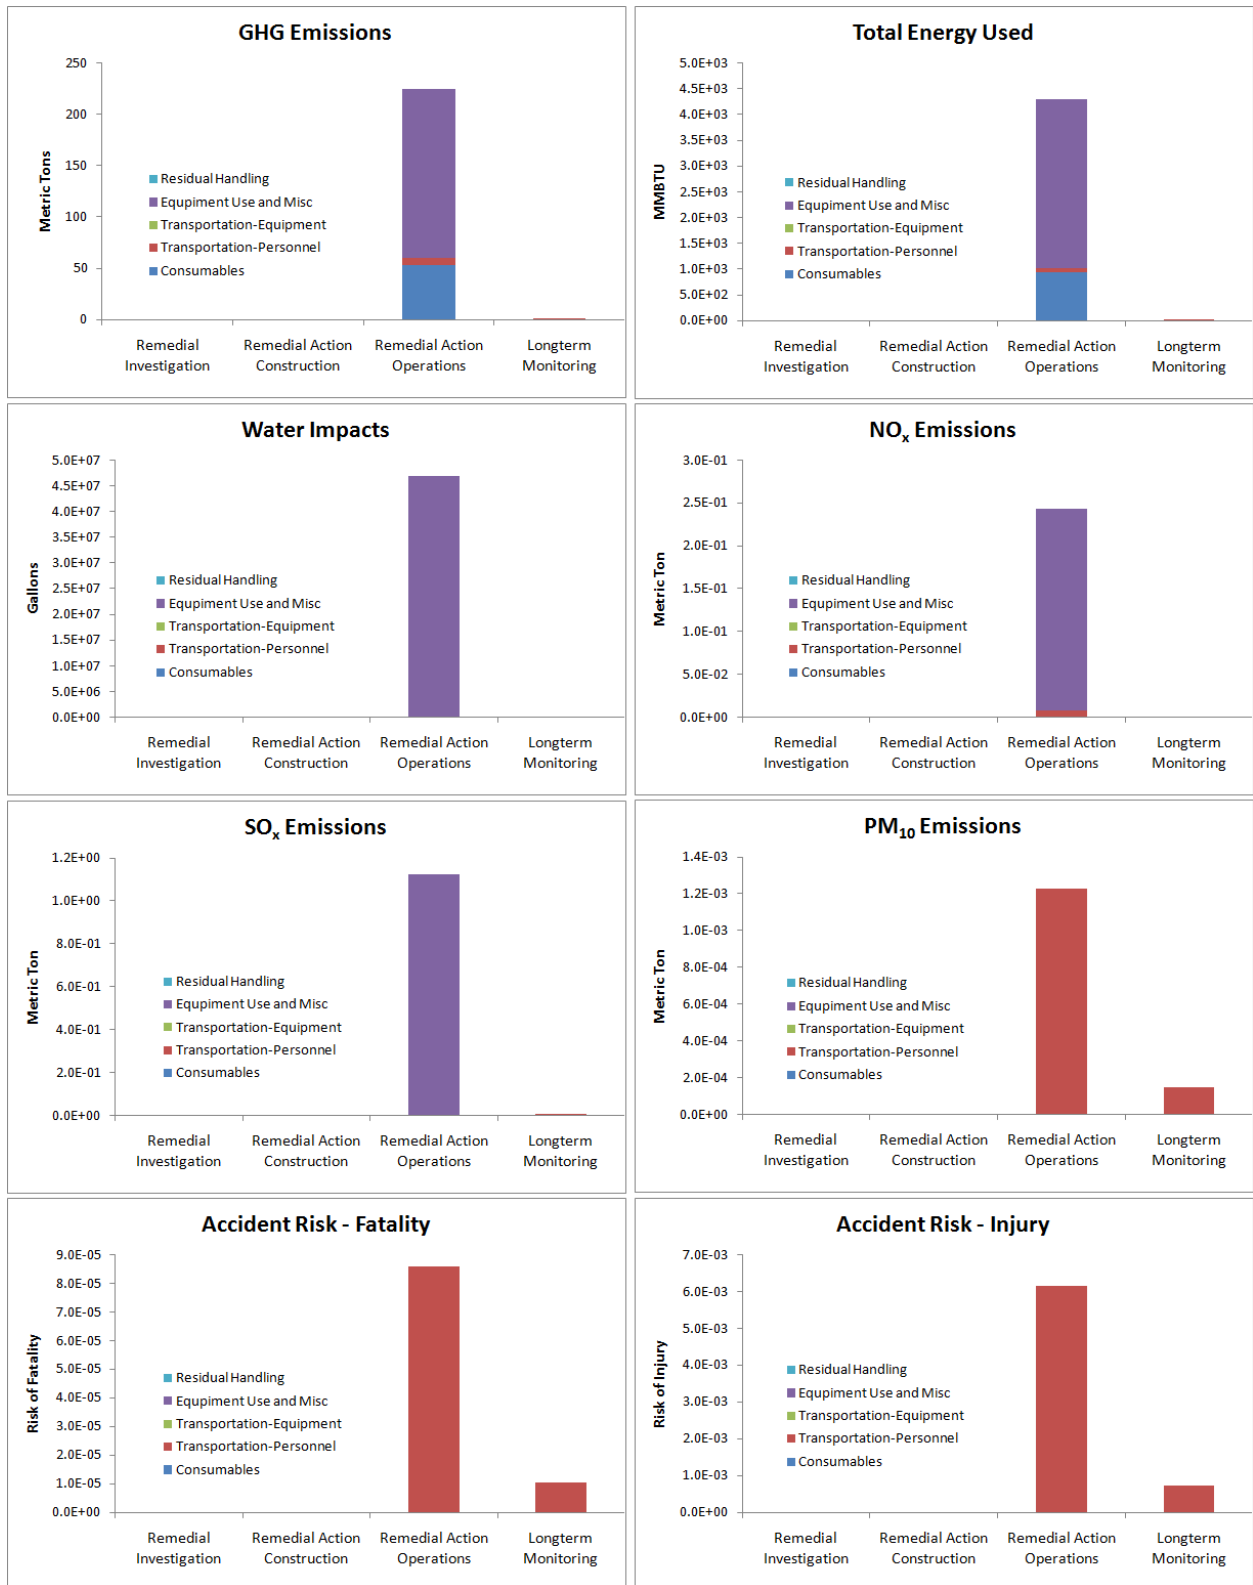 GHG Emissions
250
200
150
100
50
0
Metric Tons
Residual Handling
Equpiment Use and Misc
Transportation-Equipment
Transportation-Personnel
Consumables
Remedial Investigation
Remedial Action Construction
Remedial Action Operations
Longterm Monitoring
Total Energy Used
5.0E+03
4.5E+03
4.0E+03
3.5E+03
3.0E+03
2.5E+03
2.0E+03
1.5E+03
1.0E+03
5.0E+02
0.0E+00
MMBTU
Residual Handling
Equpiment Use and Misc
Transportation-Equipment
Transportation-Personnel
Consumables
Remedial Investigation
Remedial Action Construction
Remedial Action Operations
Longterm Monitoring
Water Impacts
5.0E+07
4.5E+07
4.0E+07
3.5E+07
3.0E+07
2.5E+07
2.0E+07
1.5E+07
1.0E+07
5.0E+06
0.0E+00
Gallons
Residual Handling
Equpiment Use and Misc
Transportation-Equipment
Transportation-Personnel
Consumables
Remedial Investigation
Remedial Action Construction
Remedial Action Operations
Longterm Monitoring
NOx Emissions
3.0E-01
2.5E-01
2.0E-01
1.5E-01
1.0E-01
5.0E-02
0.0E+00
Metric Ton
Residual Handling
Equpiment Use and Misc
Transportation-Equipment
Transportation-Personnel
Consumables
Remedial Investigation
Remedial Action Construction
Remedial Action Operations
Longterm Monitoring
SOx Emissions
1.2E+00
1.0E+00
8.0E-01
6.0E-01
4.0E-01
2.0E-01
0.0E+00
Metric Ton
Residual Handling
Equpiment Use and Misc
Transportation-Equipment
Transportation-Personnel
Consumables
Remedial Investigation
Remedial Action Construction
Remedial Action Operations
Longterm Monitoring
PM10 Emissions
1.4E-03
1.2E-03
1.0E-03
8.0E-04
6.0E-04
4.0E-04
2.0E-04
0.0E+00
Metric Ton
Residual Handling
Equpiment Use and Misc
Transportation-Equipment
Transportation-Personnel
Consumables
Remedial Investigation
Remedial Action Construction
Remedial Action Operations
Longterm Monitoring
Accident Risk - Fatality
9.0E-05
8.0E-05
7.0E-05
6.0E-05
5.0E-05
4.0E-05
3.0E-05
2.0E-05
1.0E-05
0.0E+00
Risk of Fatality
Residual Handling
Equpiment Use and Misc
Transportation-Equipment
Transportation-Personnel
Consumables
Remedial Investigation
Remedial Action Construction
Remedial Action Operations
Longterm Monitoring
Accident Risk - Injury
7.0E-03
6.0E-03
5.0E-03
4.0E-03
3.0E-03
2.0E-03
1.0E-03
0.0E+00
Risk of Injury
Residual Handling
Equpiment Use and Misc
Transportation-Equipment
Transportation-Personnel
Consumables
Remedial Investigation
Remedial Action Construction
Remedial Action Operations
Longterm Monitoring